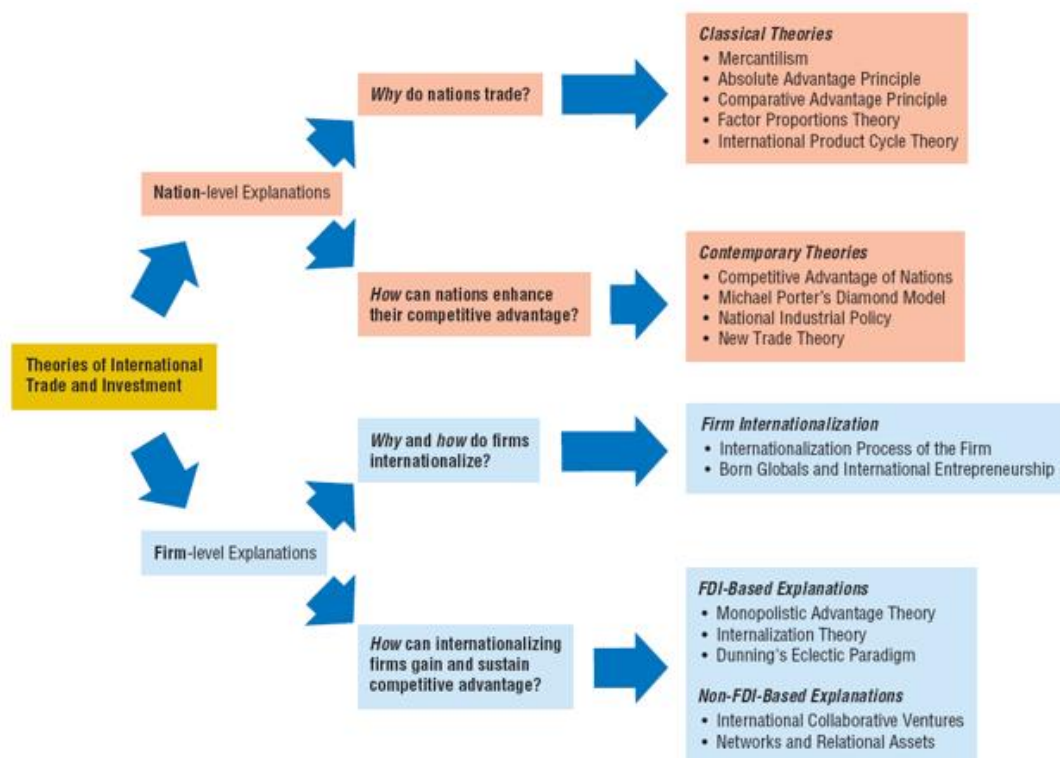 Classical Theories
• Mercantilism
• Absolute Advantage Principle
• Comparative Advantage Principle
• Factor Proportions Theory
• International Product Cycle Theory
Why do nations trade?
Nation-level Explanations
How can nations enhance
their competitive advantage?
Contemporary Theories
• Competitive Advantage of Nations
• Michael Porter's Diamond Model
• National Industrial Policy
• New Trade Theory
Theories of International
Trade and Investment
Why and how do firms
internationalize?
Firm Internationalization
• Internationalization Process of the Firm
• Born Globals and International Entrepreneurship
Firm-level Explanations
How can internationalizing
firms gain and sustain
competitive advantage?
FDI-Based Explanations
• Monopolistic Advantage Theory
• Internalization Theory
• Dunning's Eclectic Paradigm
Non-FDI-Based Explanations
• International Collaborative Ventures
• Networks and Relational Assets